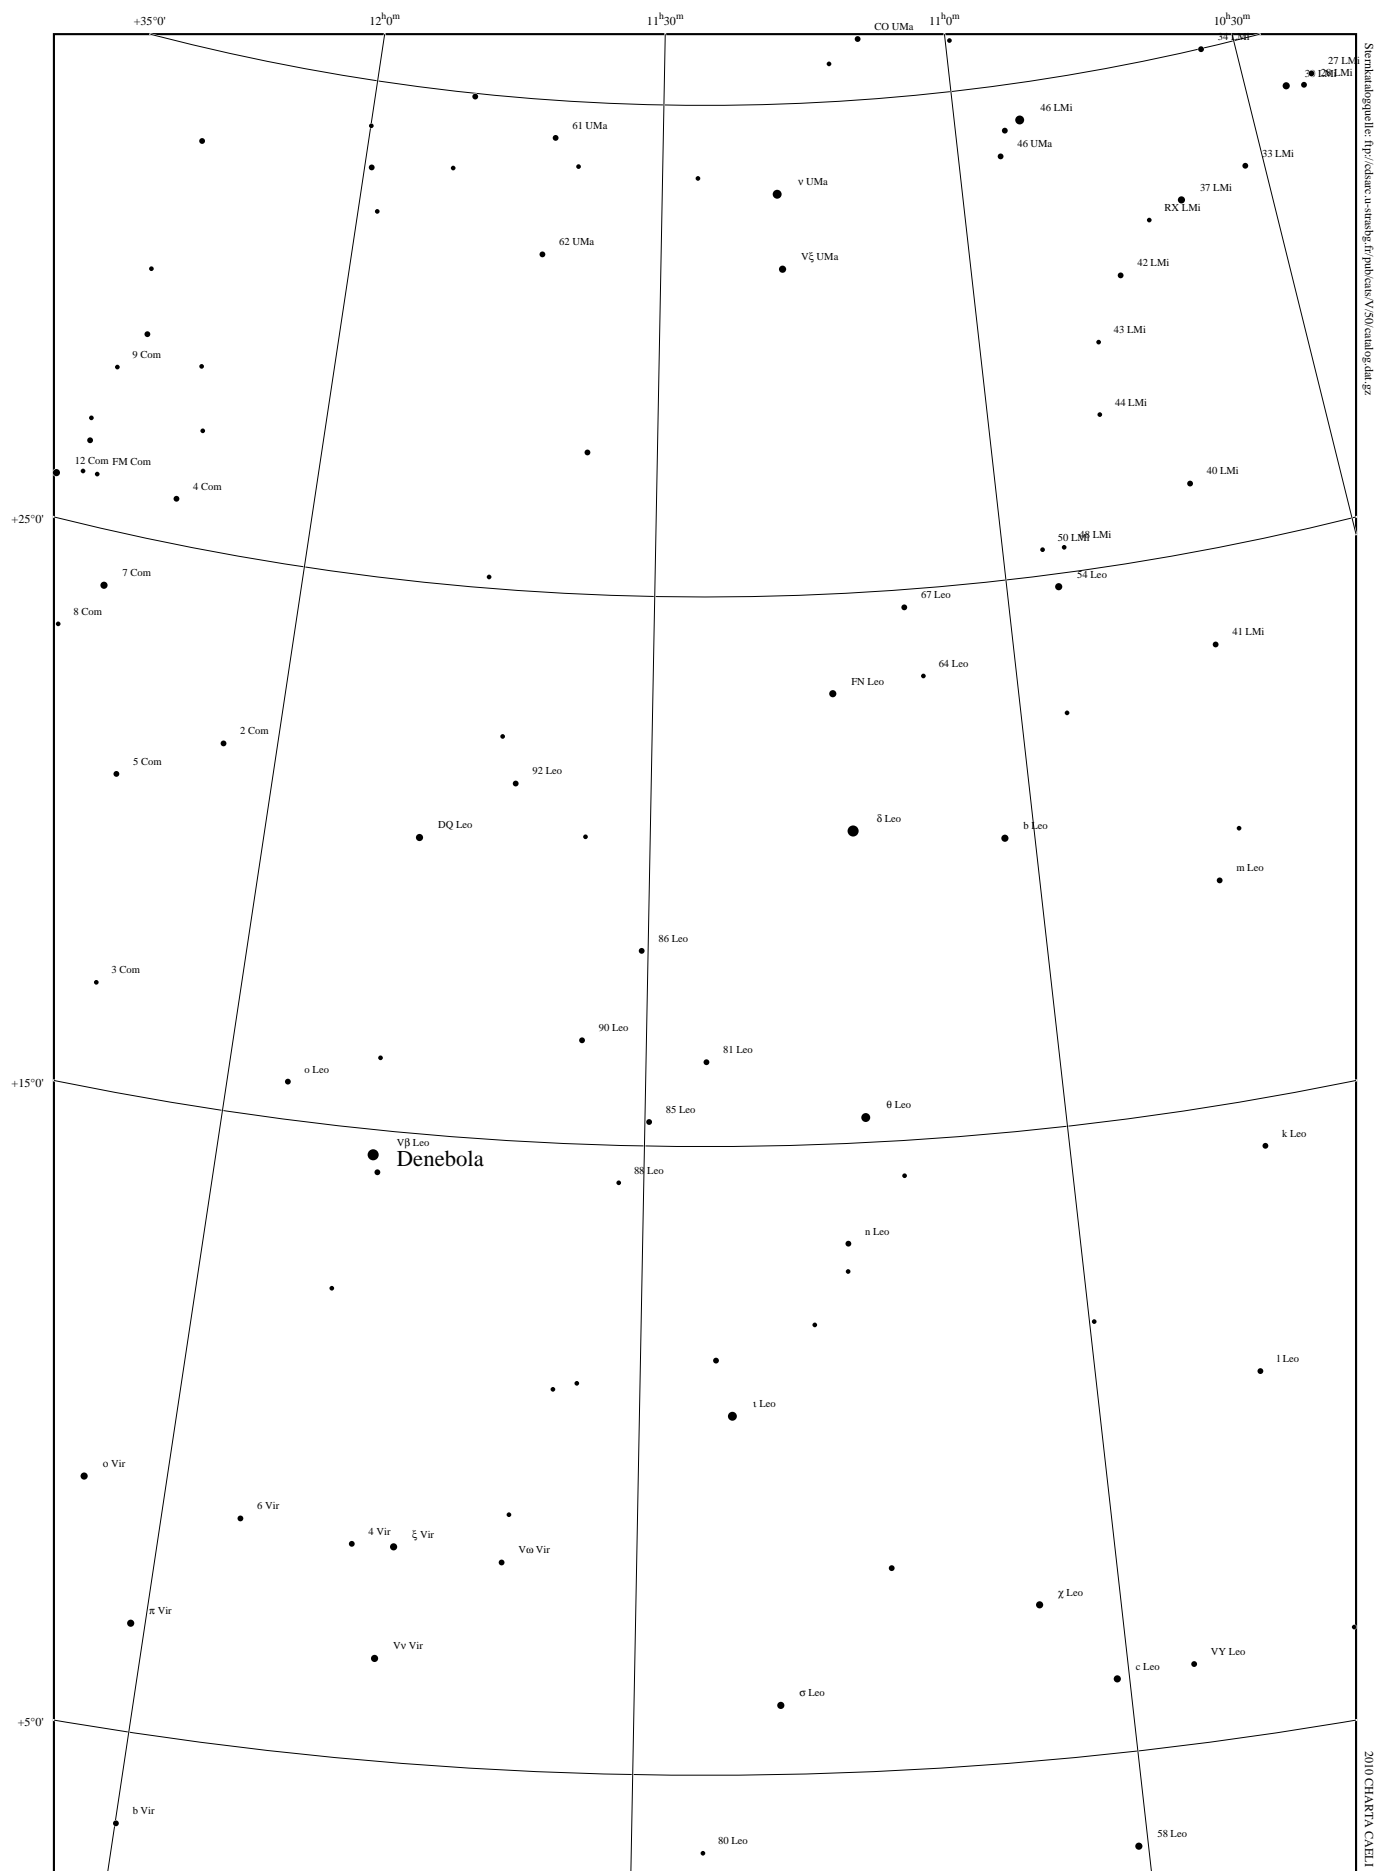 +35°0'
12h0m
11h30m
11h0m
10h30m
CO UMa
34 LMi
27 LMi
28 LMi
30 LMi
46 LMi
61 UMa
46 UMa
33 LMi
ν UMa
37 LMi
RX LMi
62 UMa
Vξ UMa
42 LMi
43 LMi
9 Com
44 LMi
12 Com
FM Com
40 LMi
4 Com
+25°0'
50 LMi
48 LMi
7 Com
54 Leo
67 Leo
8 Com
41 LMi
64 Leo
FN Leo
2 Com
5 Com
92 Leo
DQ Leo
δ Leo
b Leo
m Leo
86 Leo
3 Com
90 Leo
81 Leo
o Leo
+15°0'
85 Leo
θ Leo
k Leo
Vβ Leo
Denebola
88 Leo
n Leo
l Leo
ι Leo
o Vir
6 Vir
4 Vir
ξ Vir
Vω Vir
χ Leo
π Vir
Vν Vir
VY Leo
c Leo
σ Leo
+5°0'
b Vir
80 Leo
58 Leo
Sternkatalogquelle: ftp://cdsarc.u-strasbg.fr/pub/cats/V/50/catalog.dat.gz
2010 CHARTA CAELI